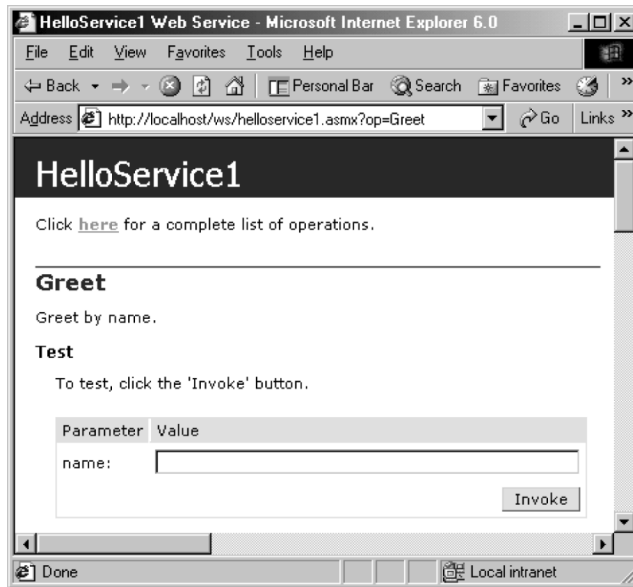 HelloService1 Web Service - Microsoft Internet Explorer 6.0
File Edit View Favorites Tools Help
Back Personal Bar Search Favorites »
Address http://localhost/ws/helloservice1.asmx?op=Greet Go Links »
HelloService1
Click here for a complete list of operations.
Greet
Greet by name.
Test
To test, click the 'Invoke' button.
Parameter Value
name:
Invoke
Done Local intranet